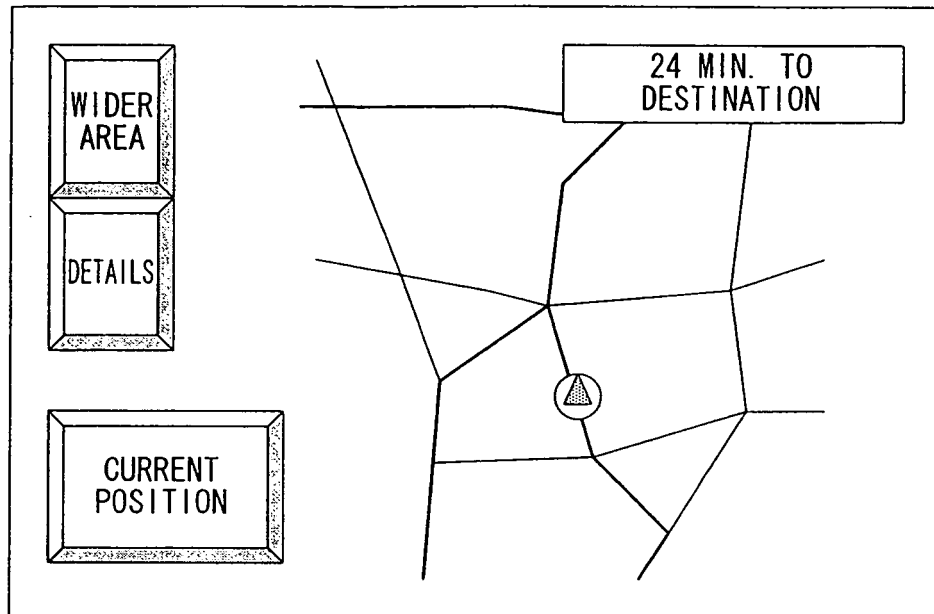 WIDER
AREA
DETAILS
CURRENT
POSITION
24 MIN. TO
DESTINATION